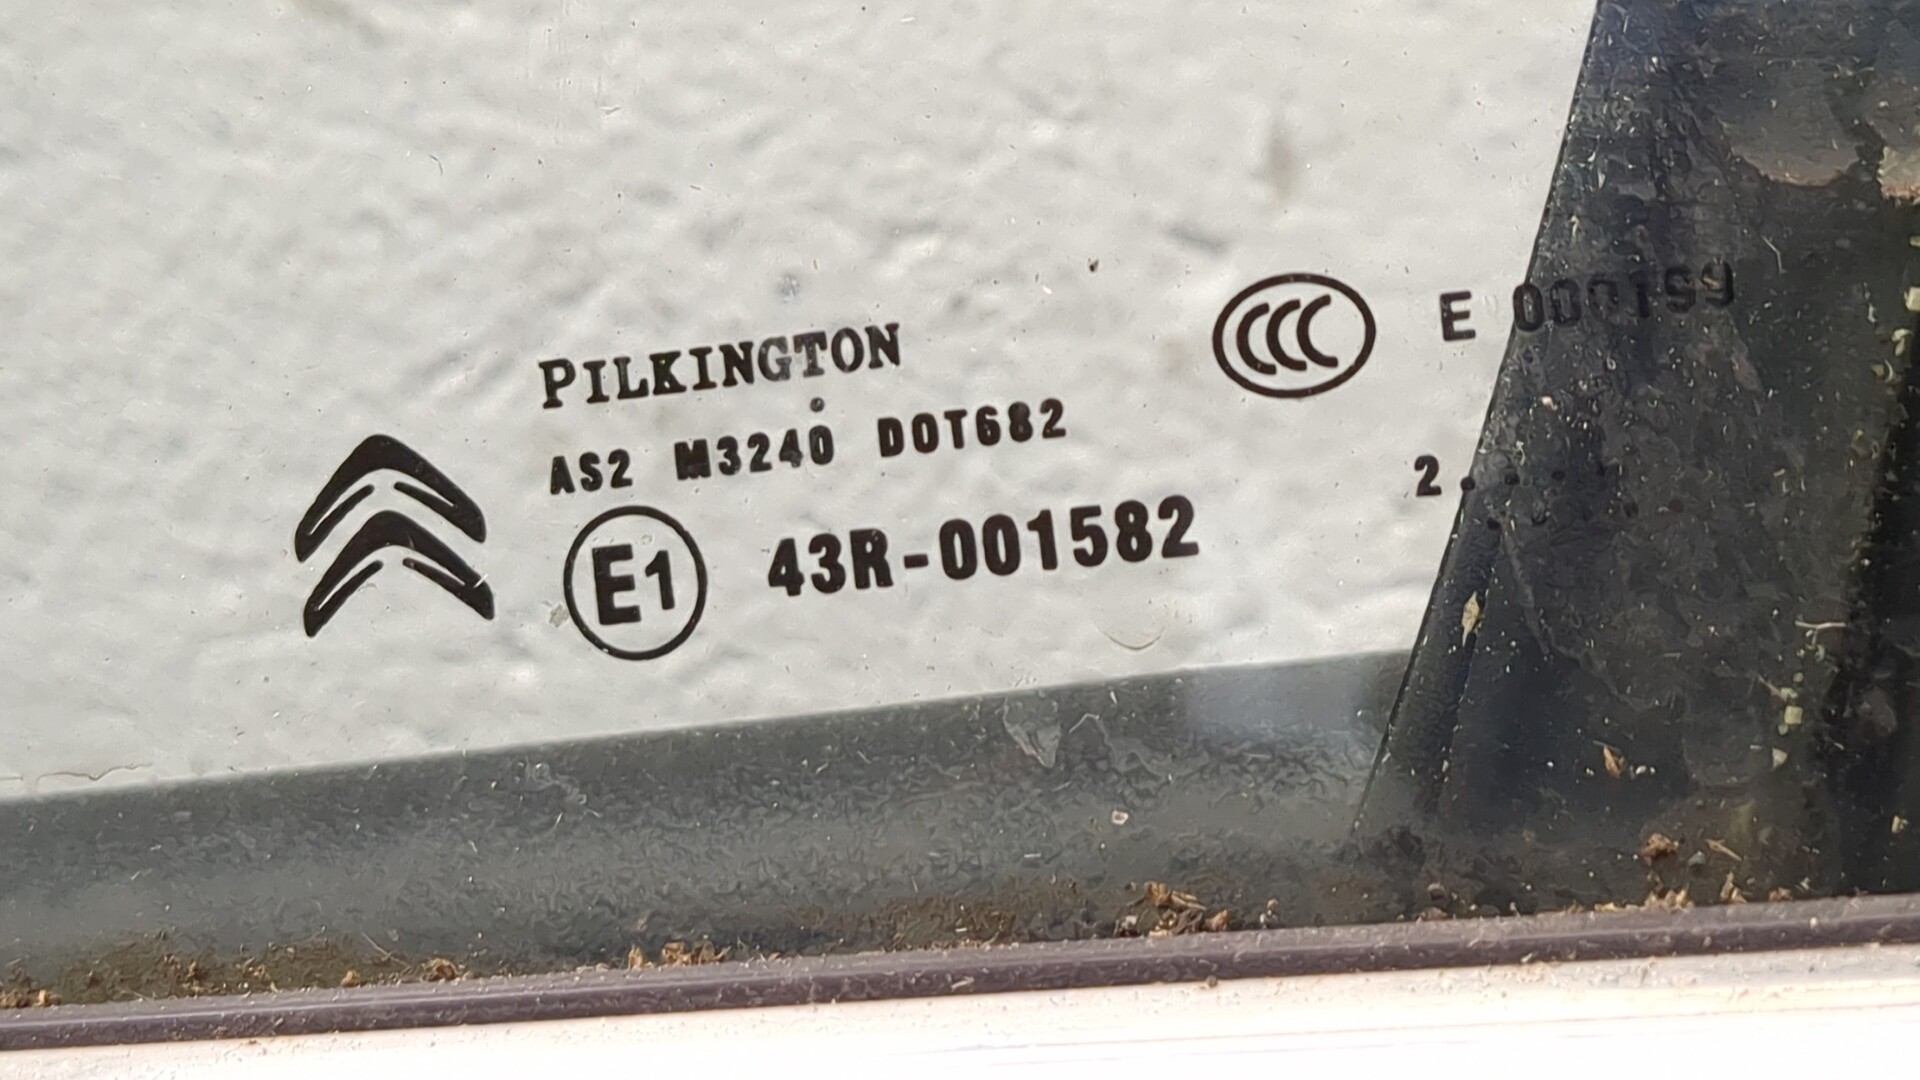 PILKINGTON
AS2 M3240 DOT682
E1 43R-001582
CCC E 000199
2.....